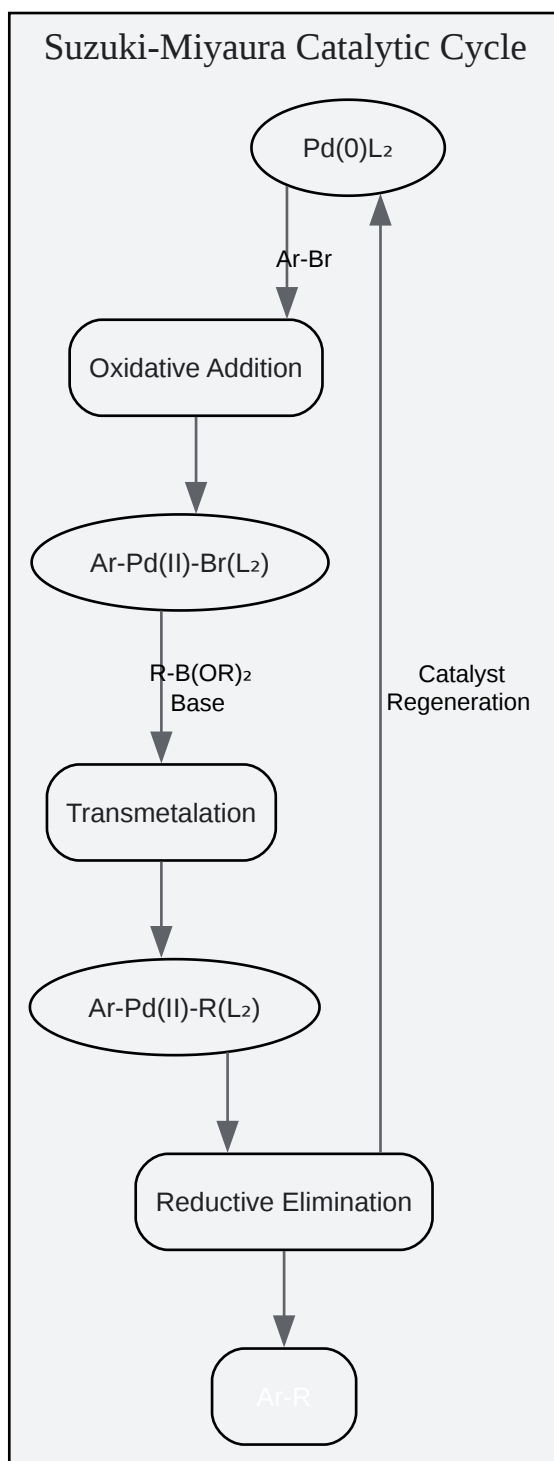 Suzuki-Miyaura Catalytic Cycle
Pd(0)L₂
Ar-Br
Oxidative Addition
Ar-Pd(II)-Br(L₂)
R-B(OR)₂
Base
Catalyst
Regeneration
Transmetalation
Ar-Pd(II)-R(L₂)
Reductive Elimination
Ar-R